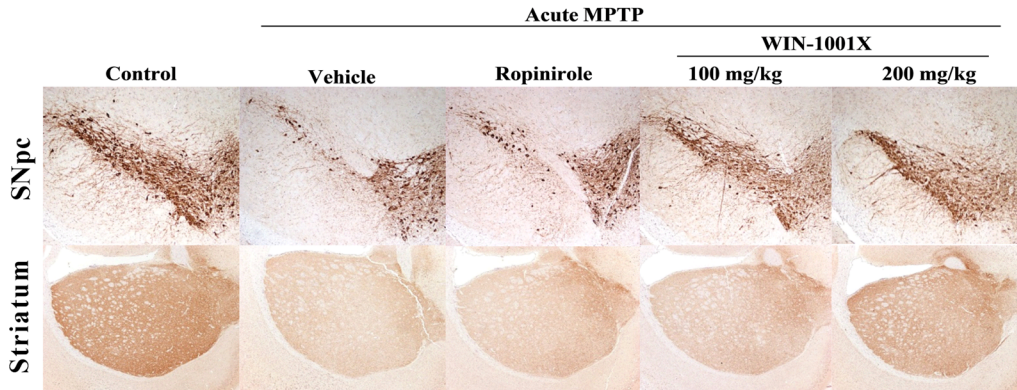 Acute MPTP
WIN-1001X
Control
Vehicle
Ropinirole
100 mg/kg
200 mg/kg
SNpc
Striatum